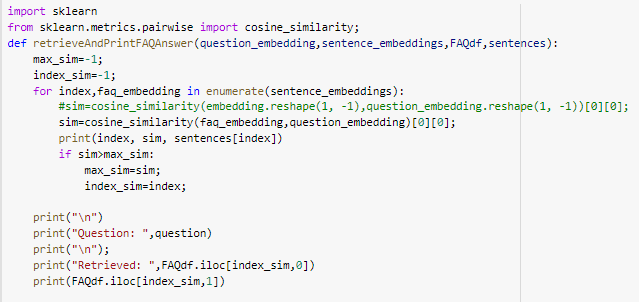 import sklearn
from sklearn.metrics.pairwise import cosine_similarity;
def retrieveAndPrintFAQAnswer(question_embedding,sentence_embeddings,FAQdf,sentences):
    max_sim=-1;
    index_sim=-1;
    for index,faq_embedding in enumerate(sentence_embeddings):
        #sim=cosine_similarity(embedding.reshape(1, -1),question_embedding.reshape(1, -1))[0][0];
        sim=cosine_similarity(faq_embedding,question_embedding)[0][0];
        print(index, sim, sentences[index])
        if sim>max_sim:
            max_sim=sim;
            index_sim=index;

    print("\n")
    print("Question: ",question)
    print("\n");
    print("Retrieved: ",FAQdf.iloc[index_sim,0])
    print(FAQdf.iloc[index_sim,1])